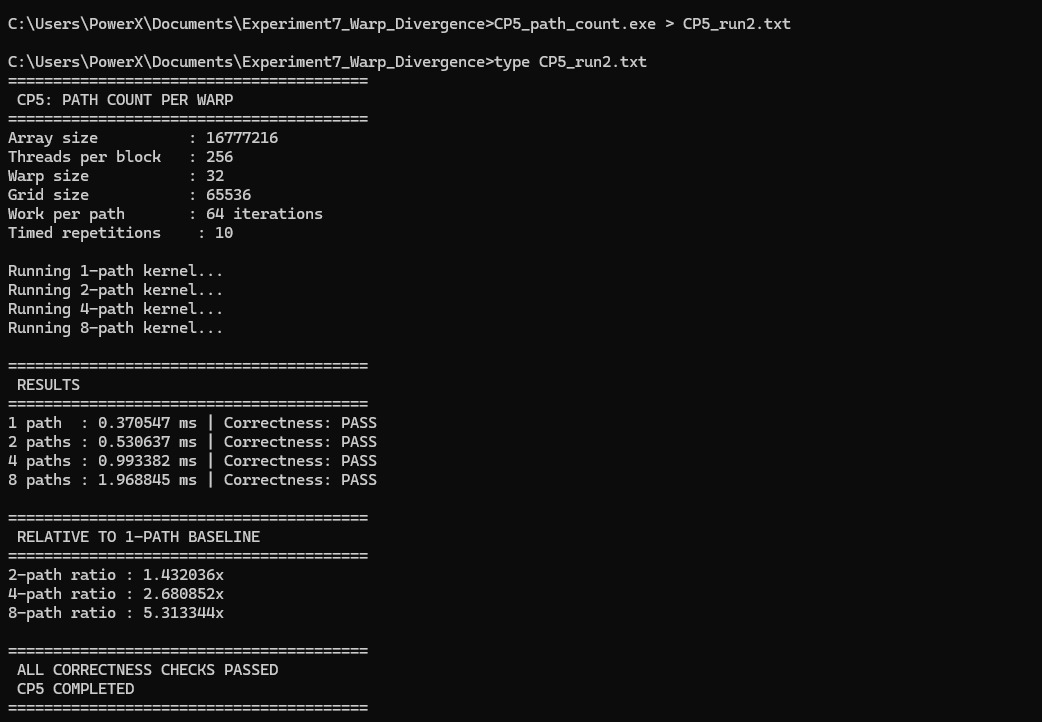 C:\Users\PowerX\Documents\Experiment7_Warp_Divergence>CP5_path_count.exe > CP5_run2.txt

C:\Users\PowerX\Documents\Experiment7_Warp_Divergence>type CP5_run2.txt
========================================
 CP5: PATH COUNT PER WARP
========================================
Array size          : 16777216
Threads per block   : 256
Warp size           : 32
Grid size           : 65536
Work per path       : 64 iterations
Timed repetitions    : 10

Running 1-path kernel...
Running 2-path kernel...
Running 4-path kernel...
Running 8-path kernel...

========================================
 RESULTS
========================================
1 path  : 0.370547 ms | Correctness: PASS
2 paths : 0.530637 ms | Correctness: PASS
4 paths : 0.993382 ms | Correctness: PASS
8 paths : 1.968845 ms | Correctness: PASS

========================================
 RELATIVE TO 1-PATH BASELINE
========================================
2-path ratio : 1.432036x
4-path ratio : 2.680852x
8-path ratio : 5.313344x

========================================
 ALL CORRECTNESS CHECKS PASSED
 CP5 COMPLETED
========================================